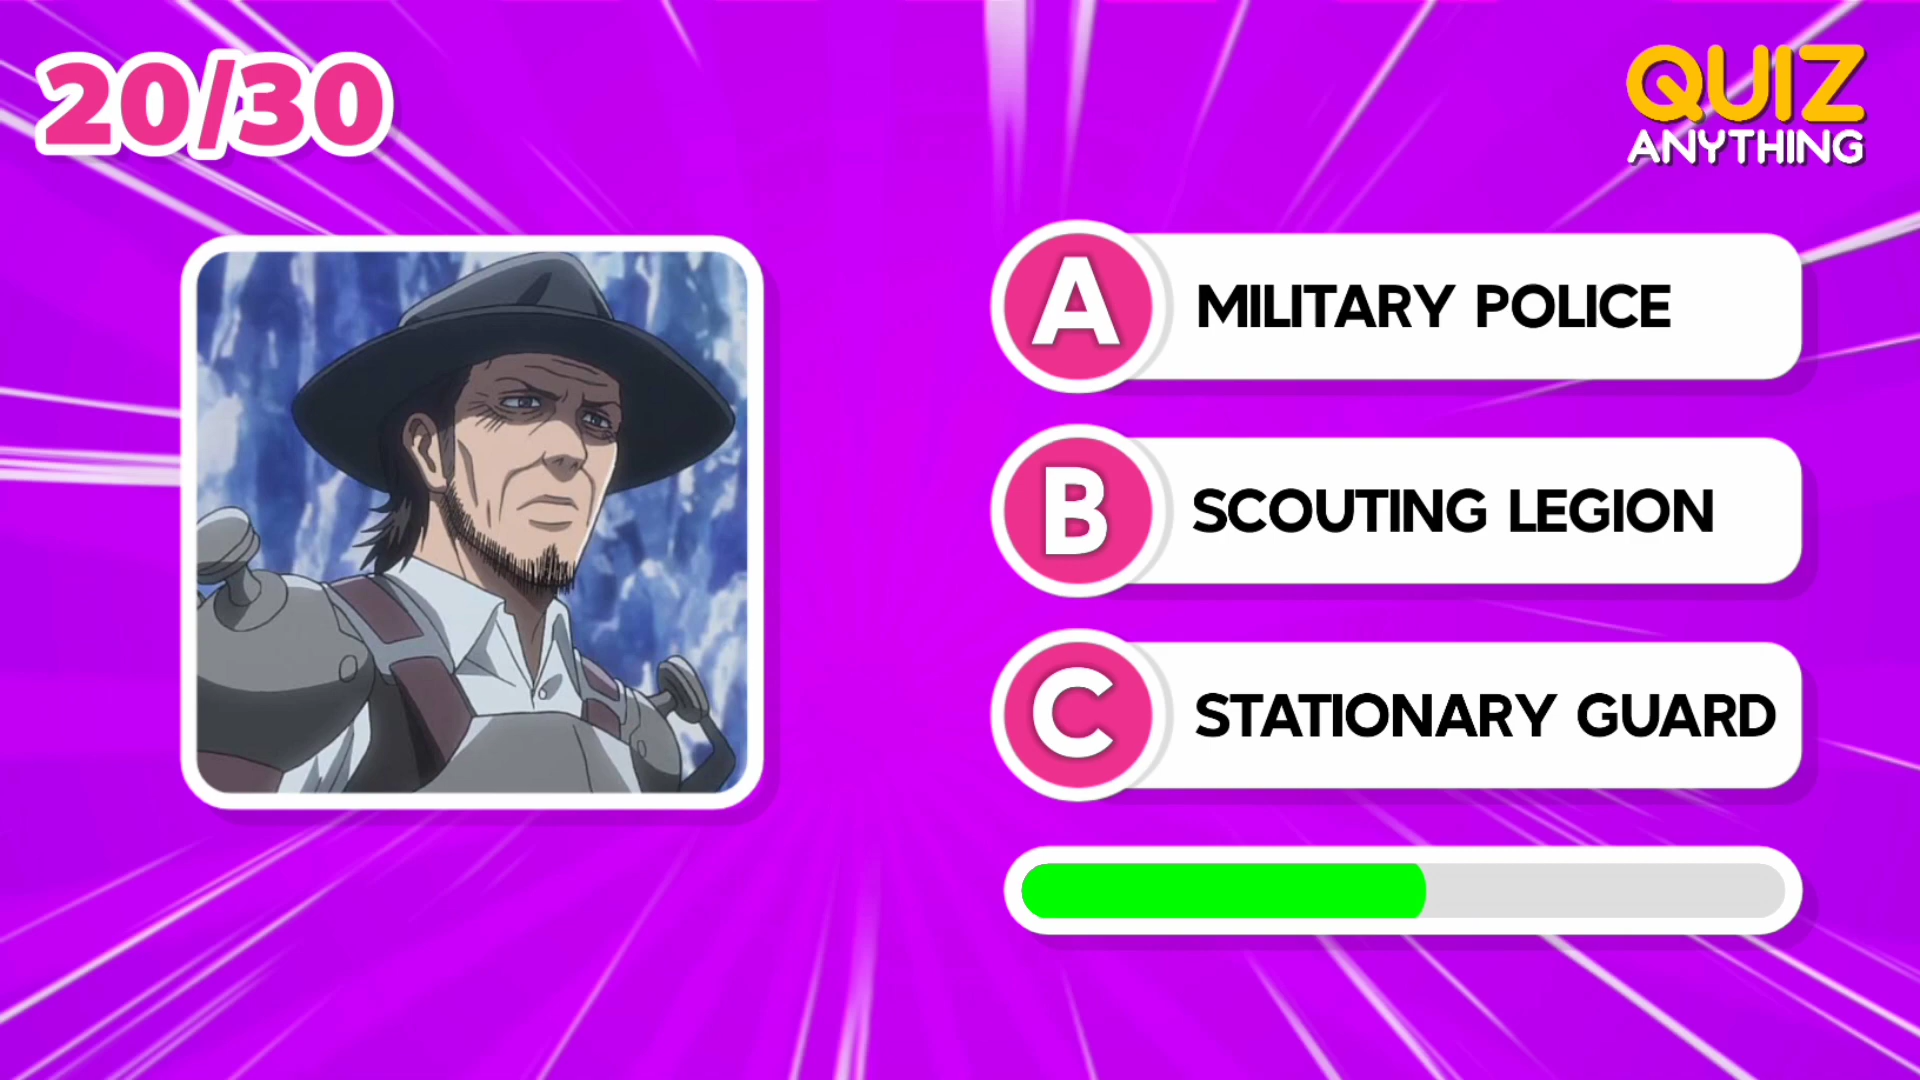 20/30
QUIZ
ANYTHING
A MILITARY POLICE
B SCOUTING LEGION
C STATIONARY GUARD